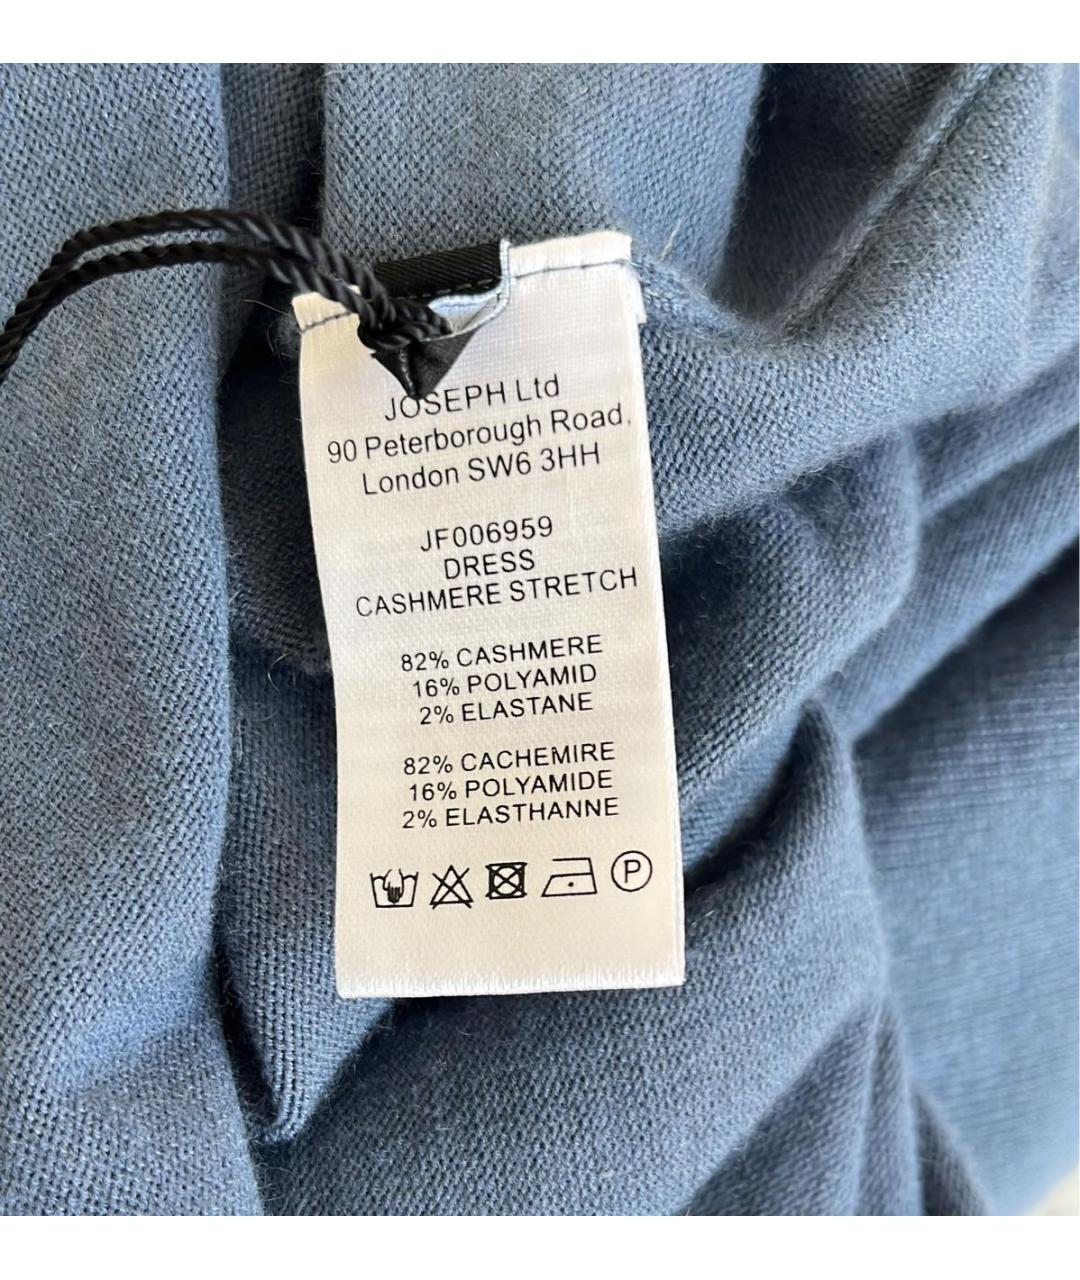 JOSEPH Ltd
90 Peterborough Road,
London SW6 3HH
JF006959
DRESS
CASHMERE STRETCH
82% CASHMERE
16% POLYAMID
2% ELASTANE
82% CACHEMIRE
16% POLYAMIDE
2% ELASTHANNE
P